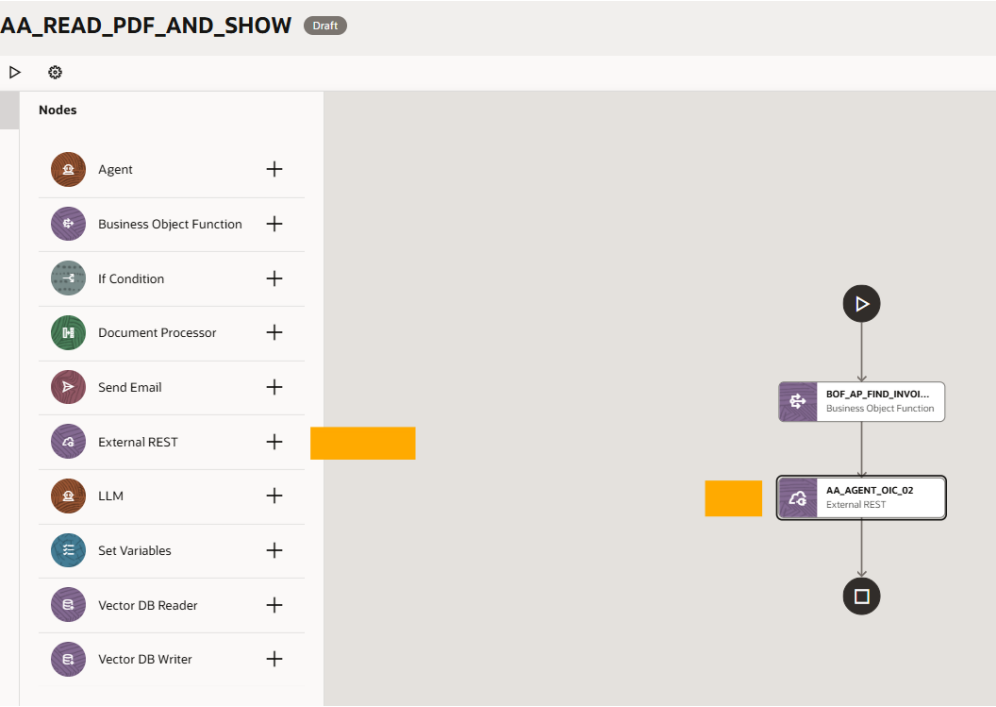 AA_READ_PDF_AND_SHOW
Draft
Nodes
Agent
Business Object Function
If Condition
Document Processor
Send Email
External REST
LLM
Set Variables
Vector DB Reader
Vector DB Writer
BOF_AP_FIND_INVOI...
Business Object Function
AA_AGENT_OIC_02
External REST